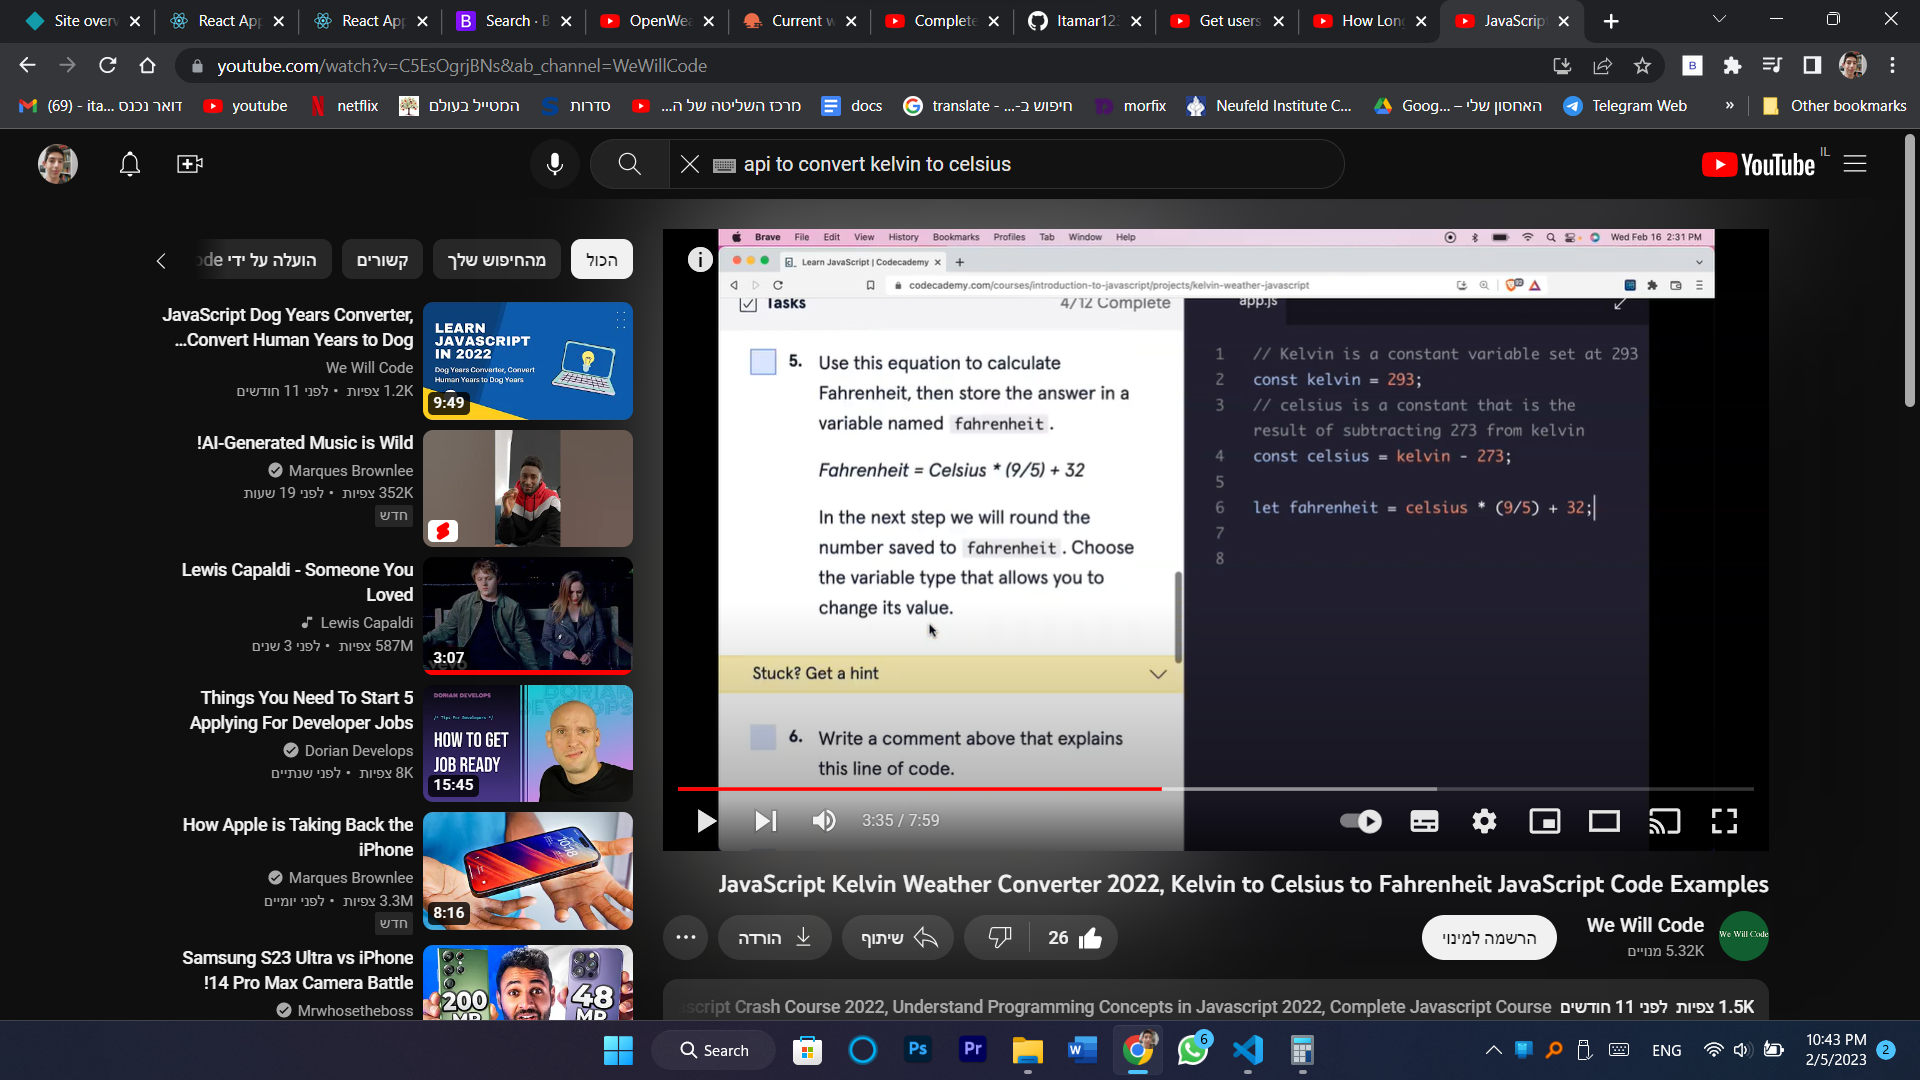 Site overv
React App
React App
Search · B
OpenWea
Current w
Complete
Itamar12
Get users
How Long
JavaScrip
youtube.com/watch?v=C5EsOgrjBNs&ab_channel=WeWillCode
דואר נכנס (69) - ita...
youtube
netflix
המטייל בעולם
סדרות
מרכז השליטה של ה...
docs
translate - חיפוש ב-...
morfix
Neufeld Institute C...
האחסון שלי – Goog...
Telegram Web
»
Other bookmarks
api to convert kelvin to celsius
YouTube IL
הכול
מהחיפוש שלך
קשורים
הועלה על ידי
JavaScript Dog Years Converter,
Convert Human Years to Dog...
We Will Code
1.2K צפיות • לפני 11 חודשים
LEARN
JAVASCRIPT
IN 2022
Dog Years Converter, Convert
Human Years to Dog Years
9:49
AI-Generated Music is Wild!
Marques Brownlee
352K צפיות • לפני 19 שעות
חדש
Lewis Capaldi - Someone You
Loved
Lewis Capaldi
587M צפיות • לפני 3 שנים
3:07
5 Things You Need To Start
Applying For Developer Jobs
Dorian Develops
8K צפיות • לפני שנתיים
DORIAN DEVELOPS
/* Tips For Developers */
HOW TO GET
JOB READY
15:45
How Apple is Taking Back the
iPhone
Marques Brownlee
3.3M צפיות • לפני יומיים
חדש
8:16
Samsung S23 Ultra vs iPhone
14 Pro Max Camera Battle!
Mrwhosetheboss
200
MP
48
MP
Brave File Edit View History Bookmarks Profiles Tab Window Help
Wed Feb 16 2:31 PM
Learn JavaScript | Codecademy
codecademy.com/courses/introduction-to-javascript/projects/kelvin-weather-javascript
Tasks
4/12 Complete
5. Use this equation to calculate
Fahrenheit, then store the answer in a
variable named fahrenheit.
Fahrenheit = Celsius * (9/5) + 32
In the next step we will round the
number saved to fahrenheit. Choose
the variable type that allows you to
change its value.
Stuck? Get a hint
6. Write a comment above that explains
this line of code.
app.js
1 // Kelvin is a constant variable set at 293
2 const kelvin = 293;
3 // celsius is a constant that is the
result of subtracting 273 from kelvin
4 const celsius = kelvin - 273;
5
6 let fahrenheit = celsius * (9/5) + 32;
7
8
3:35 / 7:59
JavaScript Kelvin Weather Converter 2022, Kelvin to Celsius to Fahrenheit JavaScript Code Examples
We Will Code
5.32K מנויים
We Will Code
הרשמה למינוי
26
שיתוף
הורדה
1.5K צפיות לפני 11 חודשים
Crash Course 2022, Understand Programming Concepts in Javascript 2022, Complete Javascript Course
Search
Ps
Pr
6
ENG
10:43 PM
2/5/2023
2